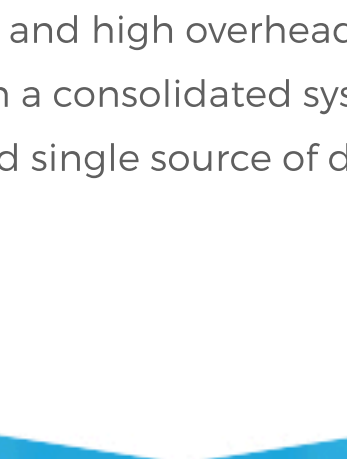 and high overhead
a consolidated sys
single source of d